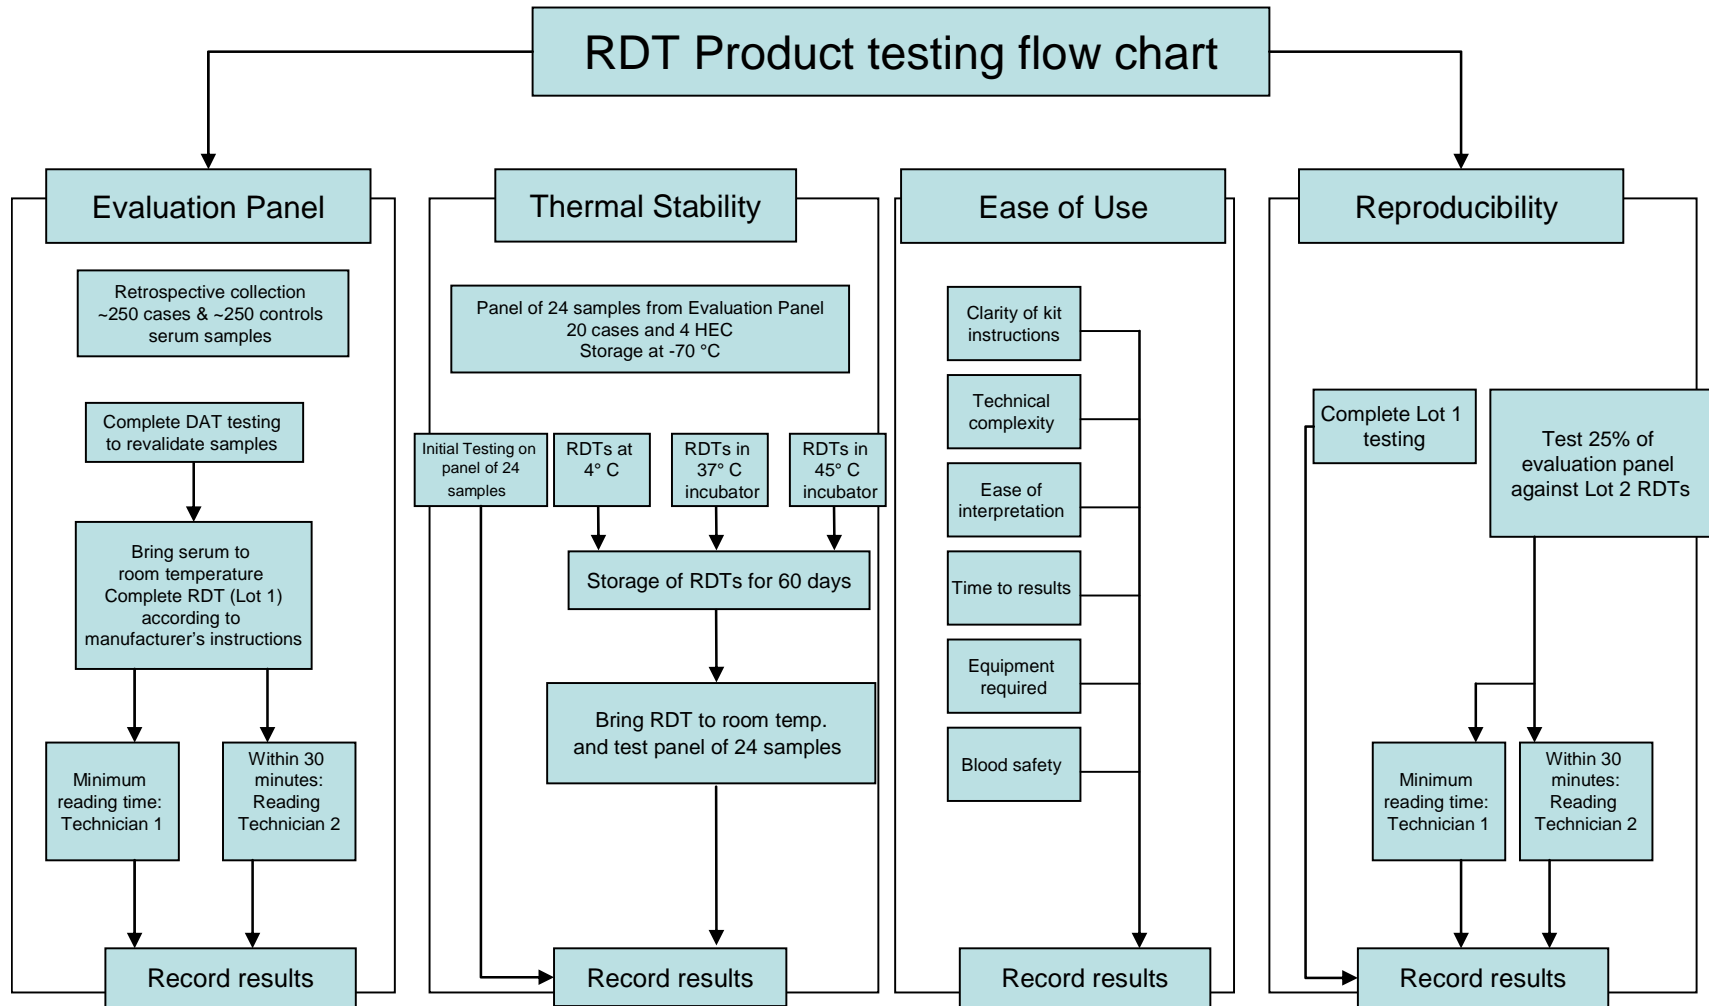 RDT Product testing flow chart
Evaluation Panel
Retrospective collection
~250 cases & ~250 controls
serum samples
Complete DAT testing
to revalidate samples
Bring serum to
room temperature
Complete RDT (Lot 1)
according to
manufacturer’s instructions
Minimum
reading time:
Technician 1
Within 30
minutes:
Reading
Technician 2
Record results
Thermal Stability
Panel of 24 samples from Evaluation Panel
20 cases and 4 HEC
Storage at -70 °C
Initial Testing on
panel of 24
samples
RDTs at
4° C
RDTs in
37° C
incubator
RDTs in
45° C
incubator
Storage of RDTs for 60 days
Bring RDT to room temp.
and test panel of 24 samples
Record results
Ease of Use
Clarity of kit
instructions
Technical
complexity
Ease of
interpretation
Time to results
Equipment
required
Blood safety
Record results
Reproducibility
Complete Lot 1
testing
Test 25% of
evaluation panel
against Lot 2 RDTs
Minimum
reading time:
Technician 1
Within 30
minutes:
Reading
Technician 2
Record results